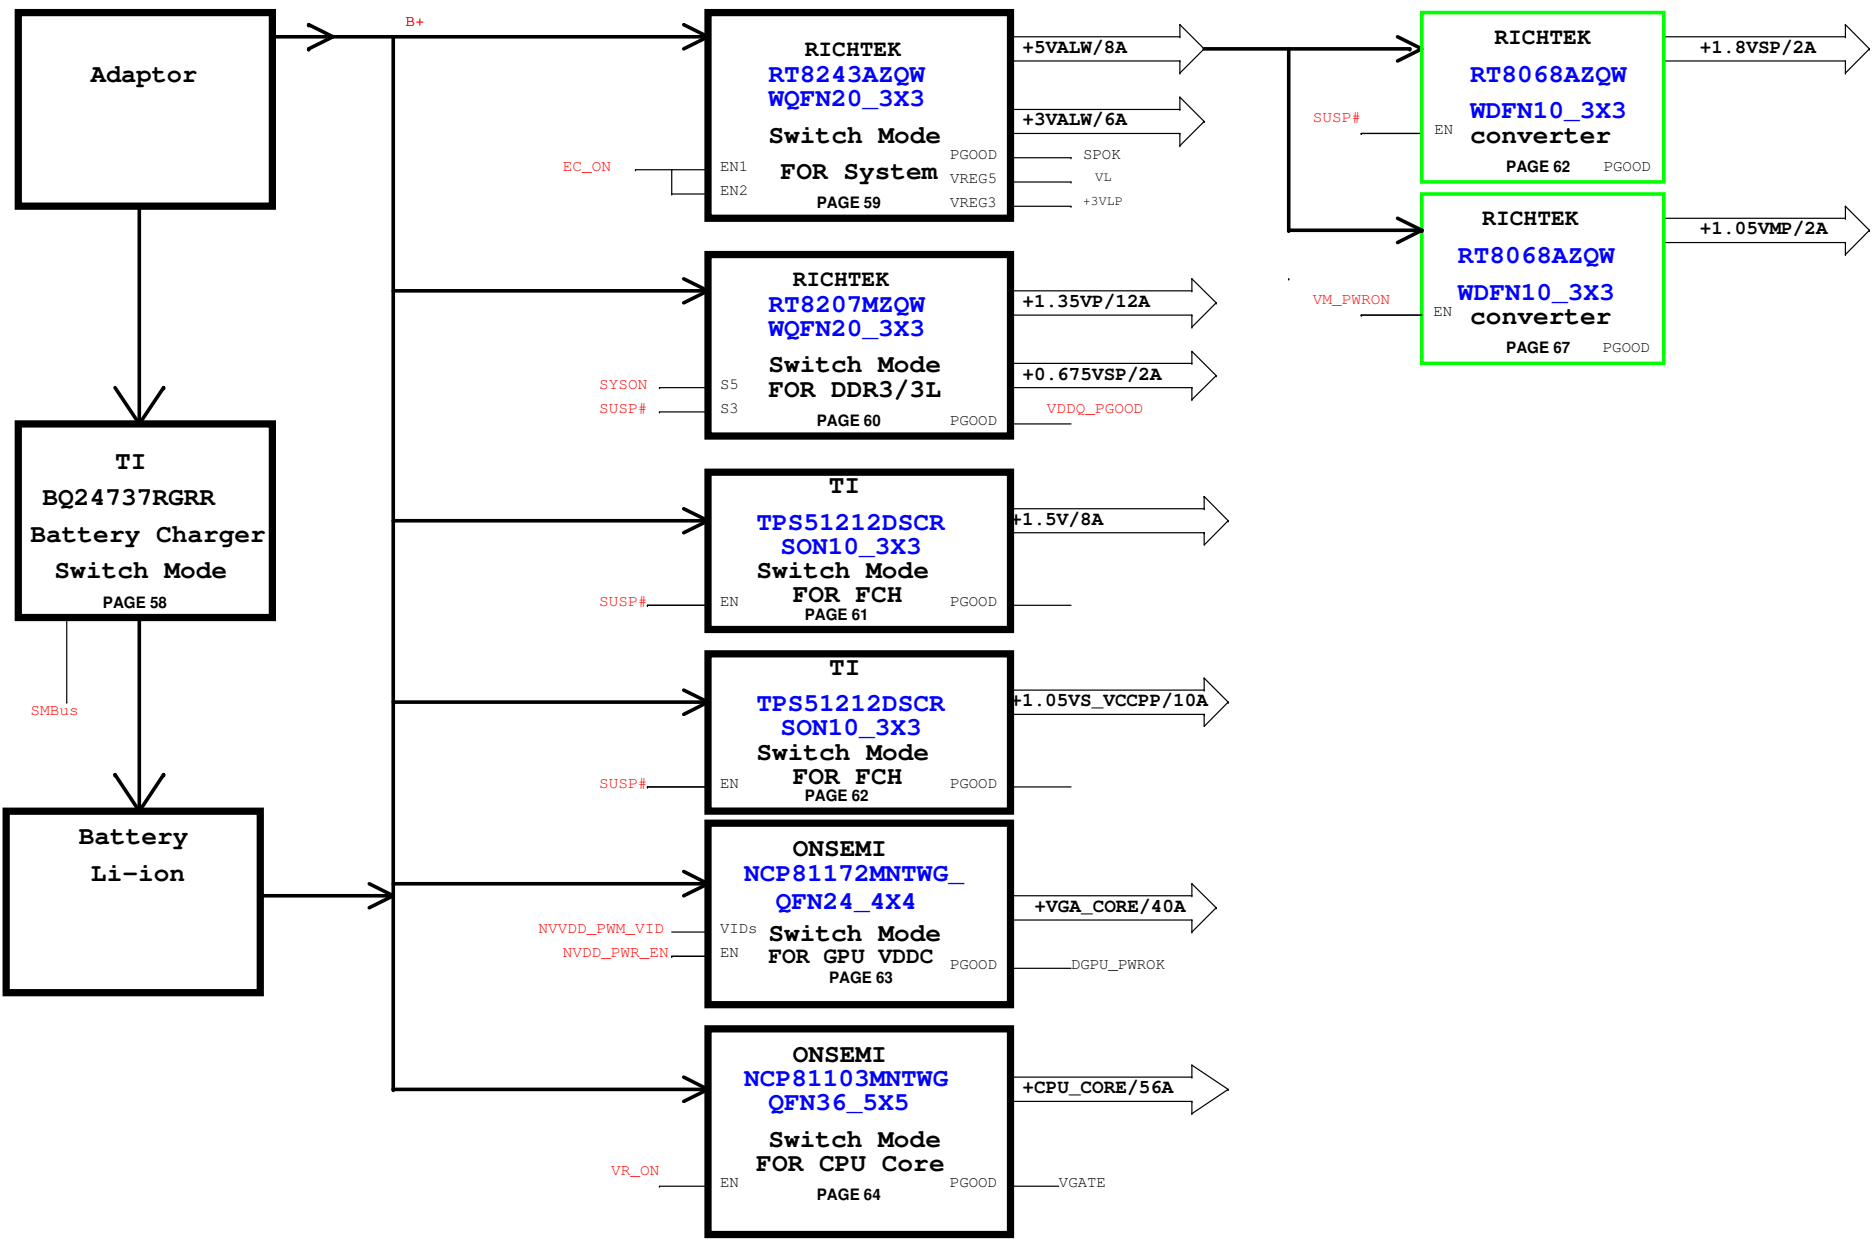 Adaptor
TI
BQ24737RGRR
Battery Charger
Switch Mode
PAGE 58
SMBus
Battery
Li-ion
B+
RICHTEK
RT8243AZQW
WQFN20_3X3
Switch Mode
FOR System
PAGE 59
EC_ON
EN1
EN2
PGOOD
VREG5
VREG3
SPOK
VL
+3VLP
+5VALW/8A
+3VALW/6A
RICHTEK
RT8207MZQW
WQFN20_3X3
Switch Mode
FOR DDR3/3L
PAGE 60
SYSON
SUSP#
S5
S3
PGOOD
VDDQ_PGOOD
+1.35VP/12A
+0.675VSP/2A
TI
TPS51212DSCR
SON10_3X3
Switch Mode
FOR FCH
PAGE 61
SUSP#
EN
PGOOD
+1.5V/8A
TI
TPS51212DSCR
SON10_3X3
Switch Mode
FOR FCH
PAGE 62
SUSP#
EN
PGOOD
+1.05VS_VCCPP/10A
ONSEMI
NCP81172MNTWG_
QFN24_4X4
Switch Mode
FOR GPU VDDC
PAGE 63
NVVDD_PWM_VID
NVDD_PWR_EN
VIDs
EN
PGOOD
DGPU_PWROK
+VGA_CORE/40A
ONSEMI
NCP81103MNTWG
QFN36_5X5
Switch Mode
FOR CPU Core
PAGE 64
VR_ON
EN
PGOOD
VGATE
+CPU_CORE/56A
RICHTEK
RT8068AZQW
WDFN10_3X3
converter
PAGE 62
SUSP#
EN
PGOOD
+1.8VSP/2A
RICHTEK
RT8068AZQW
WDFN10_3X3
converter
PAGE 67
VM_PWRON
EN
PGOOD
+1.05VMP/2A